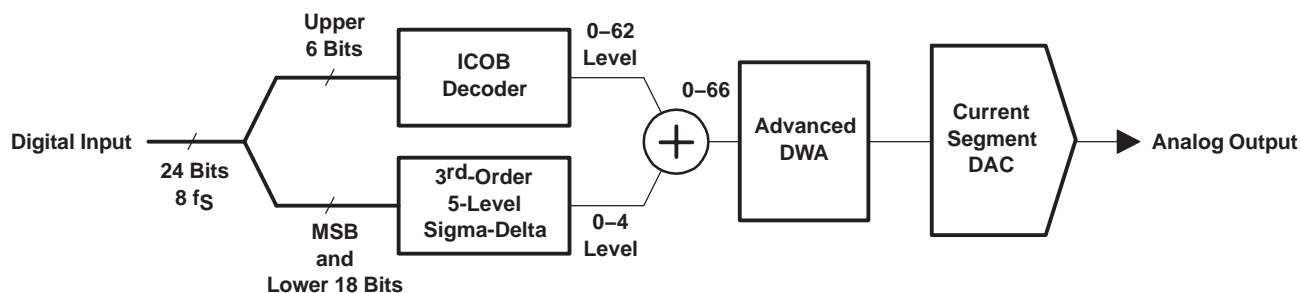 Digital Input
24 Bits
8 fS
Upper
6 Bits
ICOB
Decoder
0–62
Level
MSB
and
Lower 18 Bits
3rd-Order
5-Level
Sigma-Delta
0–4
Level
+
0–66
Advanced
DWA
Current
Segment
DAC
Analog Output